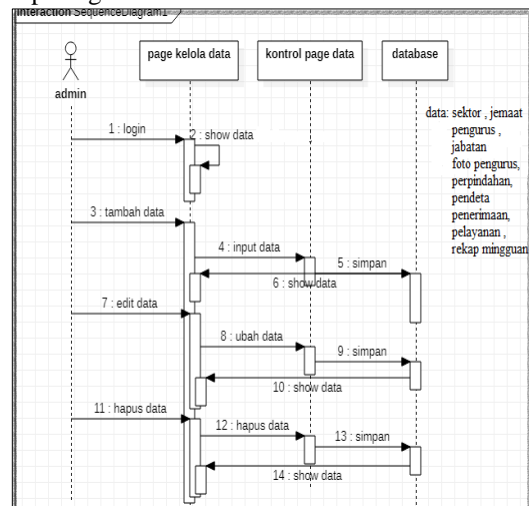 interaction SequenceDiagram1
page kelola data
kontrol page data
database
admin
data: sektor , jemaat
pengurus ,
jabatan
foto pengurus,
perpindahan,
pendeta
penerimaan,
pelayanan ,
rekap mingguan
1 : login
2 : show data
3 : tambah data
4 : input data
5 : simpan
6 : show data
7 : edit data
8 : ubah data
9 : simpan
10 : show data
11 : hapus data
12 : hapus data
13 : simpan
14 : show data